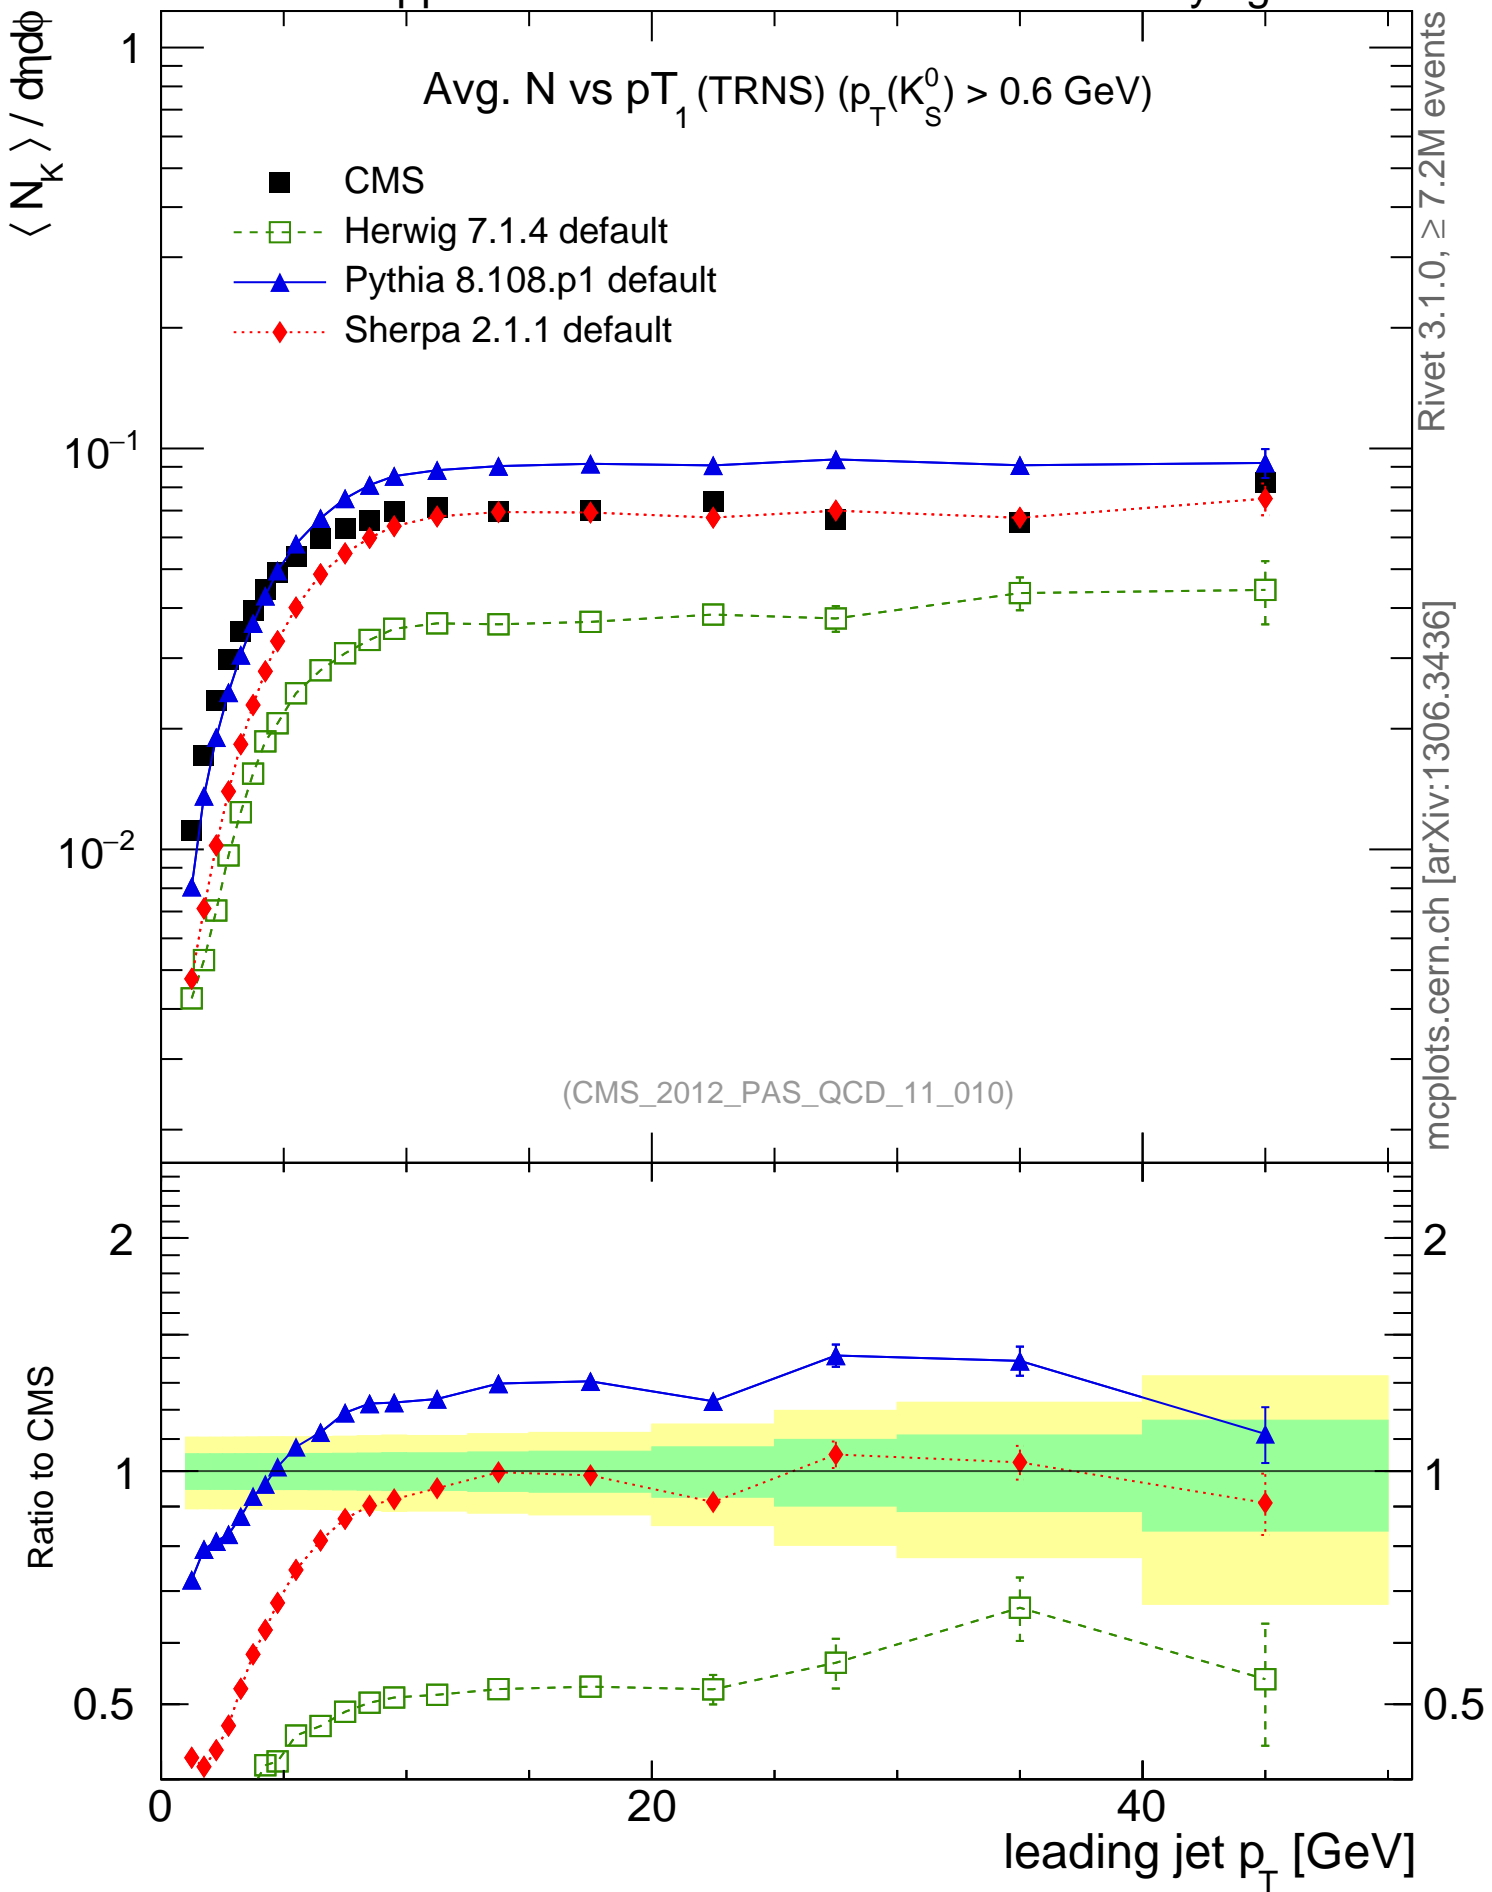 Avg. N vs pT1 (TRNS) (pT(K0S) > 0.6 GeV)
⟨ NK ⟩ / dηdϕ
1
10−1
10−2
CMS
Herwig 7.1.4 default
Pythia 8.108.p1 default
Sherpa 2.1.1 default
(CMS_2012_PAS_QCD_11_010)
Rivet 3.1.0, ≥ 7.2M events
mcplots.cern.ch [arXiv:1306.3436]
Ratio to CMS
2
1
0.5
2
1
0.5
0
20
40
leading jet pT [GeV]